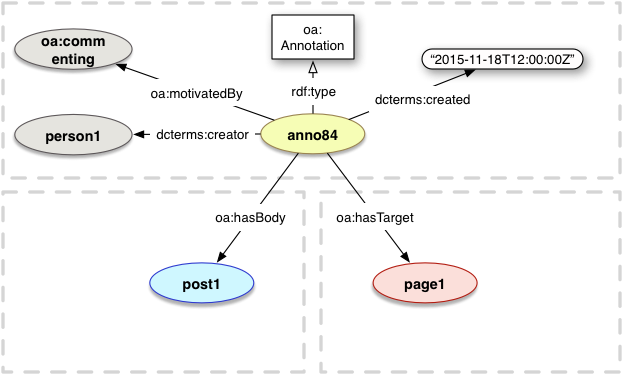 oa:comm
enting
oa:
Annotation
“2015-11-18T12:00:00Z”
oa:motivatedBy
rdf:type
dcterms:created
person1
dcterms:creator
anno84
oa:hasBody
oa:hasTarget
post1
page1